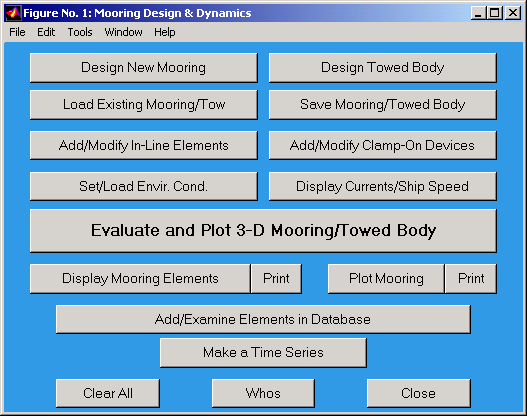 Figure No. 1: Mooring Design & Dynamics
File Edit Tools Window Help
Design New Mooring Design Towed Body
Load Existing Mooring/Tow Save Mooring/Towed Body
Add/Modify In-Line Elements Add/Modify Clamp-On Devices
Set/Load Envir. Cond. Display Currents/Ship Speed
Evaluate and Plot 3-D Mooring/Towed Body
Display Mooring Elements Print Plot Mooring Print
Add/Examine Elements in Database
Make a Time Series
Clear All Whos Close